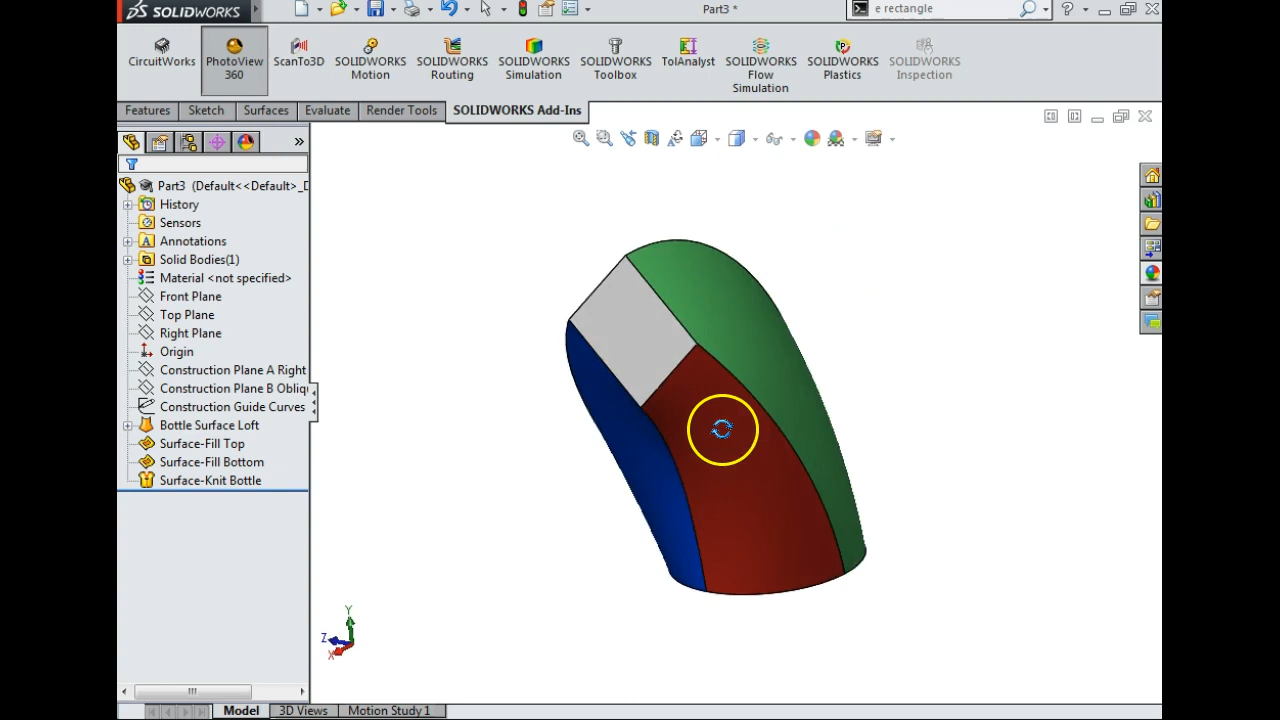 SOLIDWORKS
Part3 *
e rectangle
CircuitWorks
PhotoView
360
ScanTo3D
SOLIDWORKS
Motion
SOLIDWORKS
Routing
SOLIDWORKS
Simulation
SOLIDWORKS
Toolbox
TolAnalyst
SOLIDWORKS
Flow
Simulation
SOLIDWORKS
Plastics
SOLIDWORKS
Inspection
Features
Sketch
Surfaces
Evaluate
Render Tools
SOLIDWORKS Add-Ins
Part3 (Default<<Default>_D
History
Sensors
Annotations
Solid Bodies(1)
Material <not specified>
Front Plane
Top Plane
Right Plane
Origin
Construction Plane A Right
Construction Plane B Obliq
Construction Guide Curves
Bottle Surface Loft
Surface-Fill Top
Surface-Fill Bottom
Surface-Knit Bottle
Y
Z
X
Model
3D Views
Motion Study 1